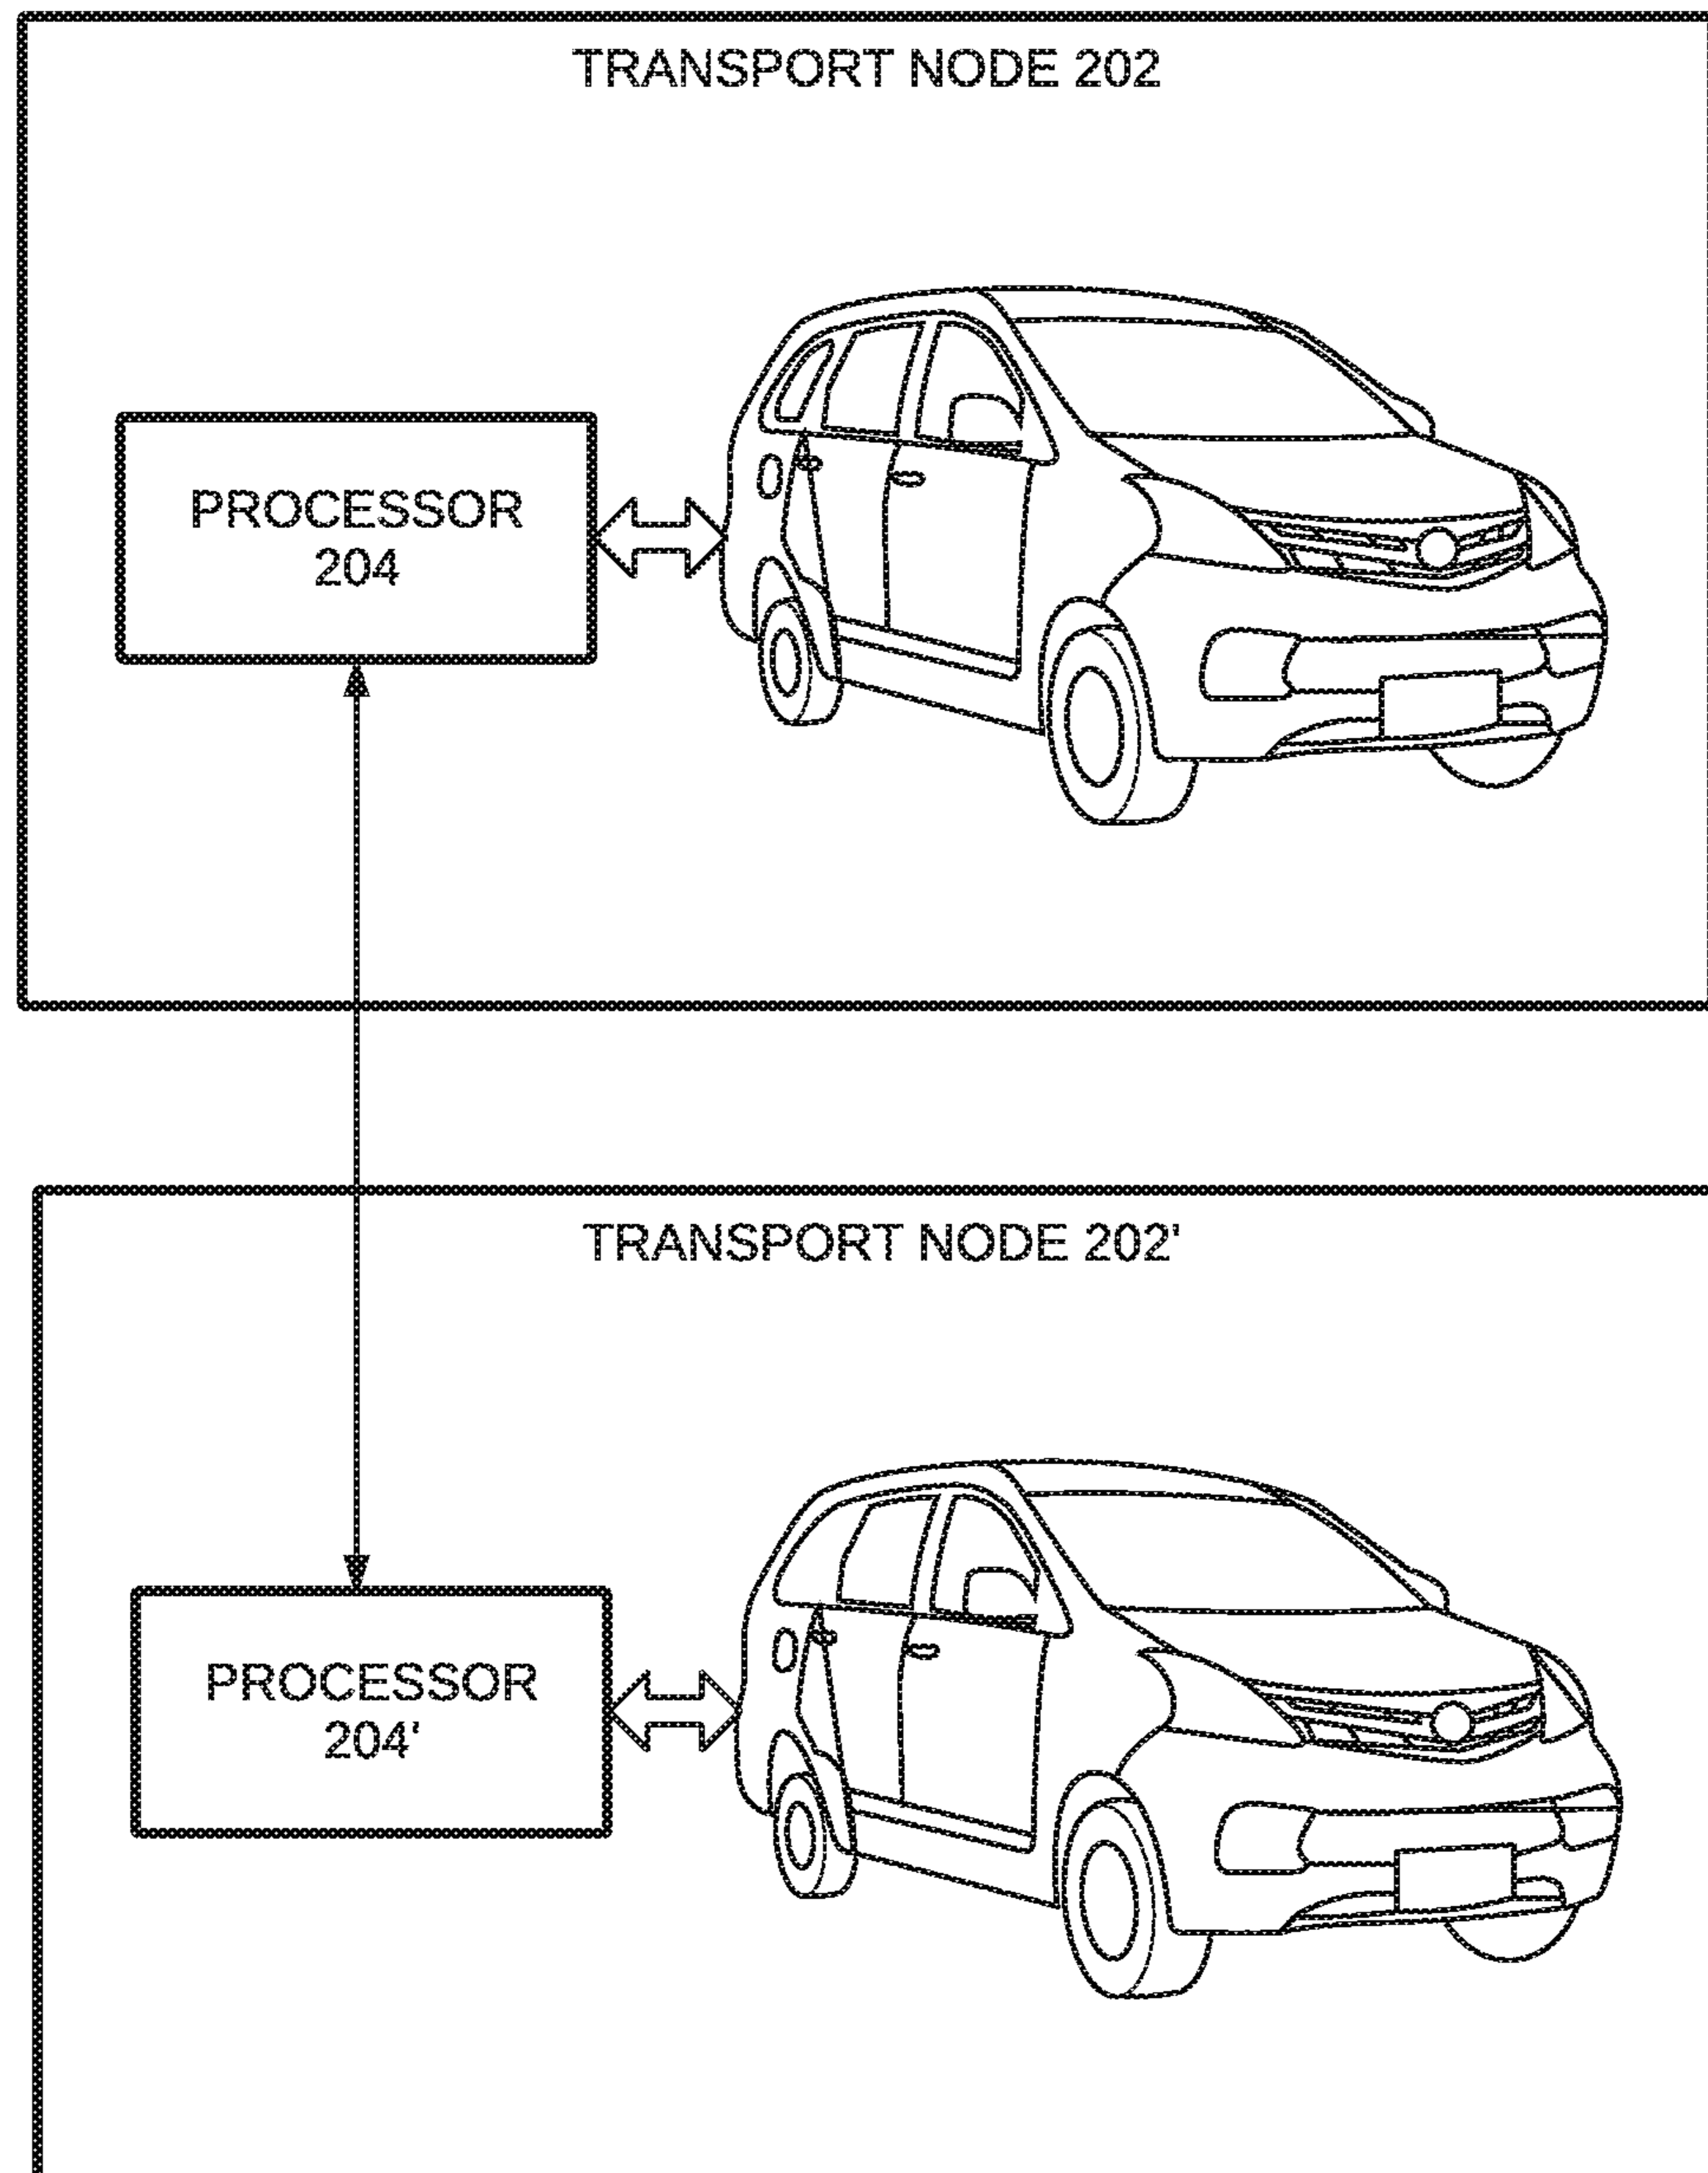 TRANSPORT NODE 202
PROCESSOR
204
TRANSPORT NODE 202'
PROCESSOR
204'